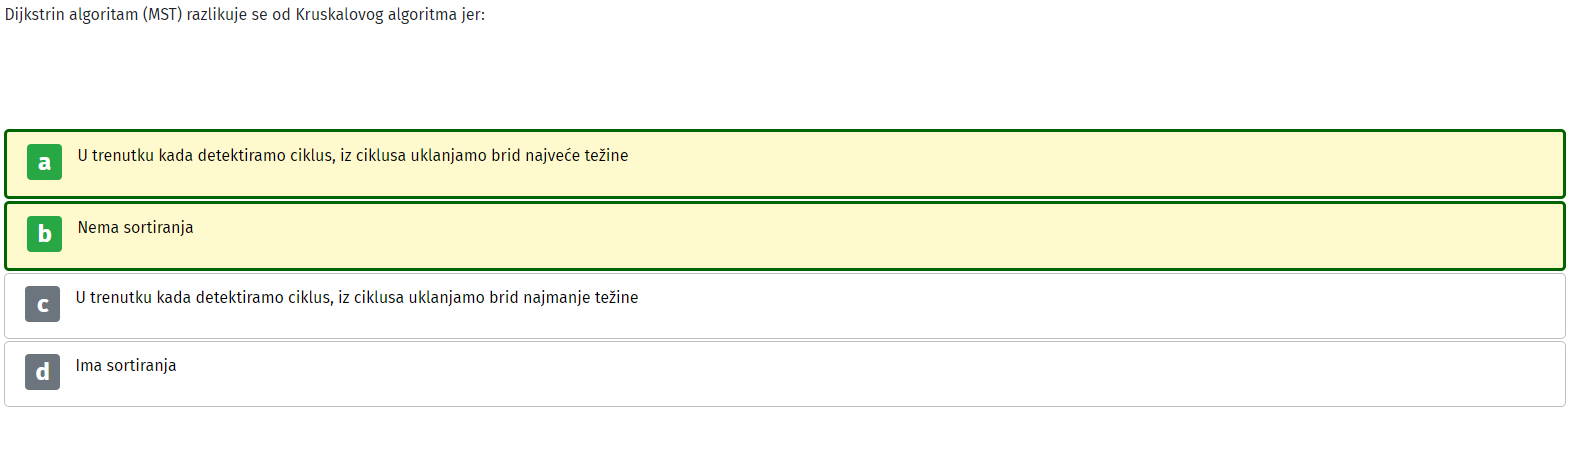 Dijkstrin algoritam (MST) razlikuje se od Kruskalovog algoritma jer:
a U trenutku kada detektiramo ciklus, iz ciklusa uklanjamo brid najveće težine
b Nema sortiranja
c U trenutku kada detektiramo ciklus, iz ciklusa uklanjamo brid najmanje težine
d Ima sortiranja